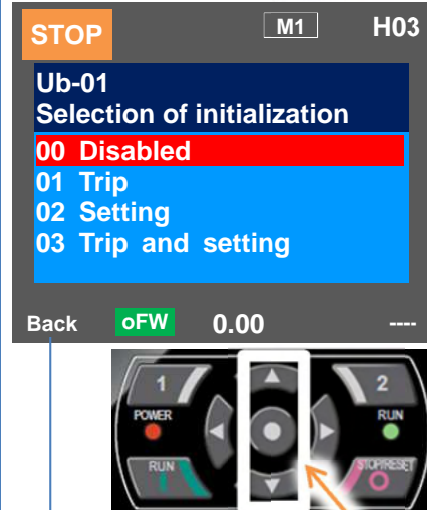 STOP M1 H03
Ub-01
Selection of initialization
00 Disabled
01 Trip
02 Setting
03 Trip and setting
Back oFW 0.00 ----
1 2
POWER RUN
RUN STOP/RESET